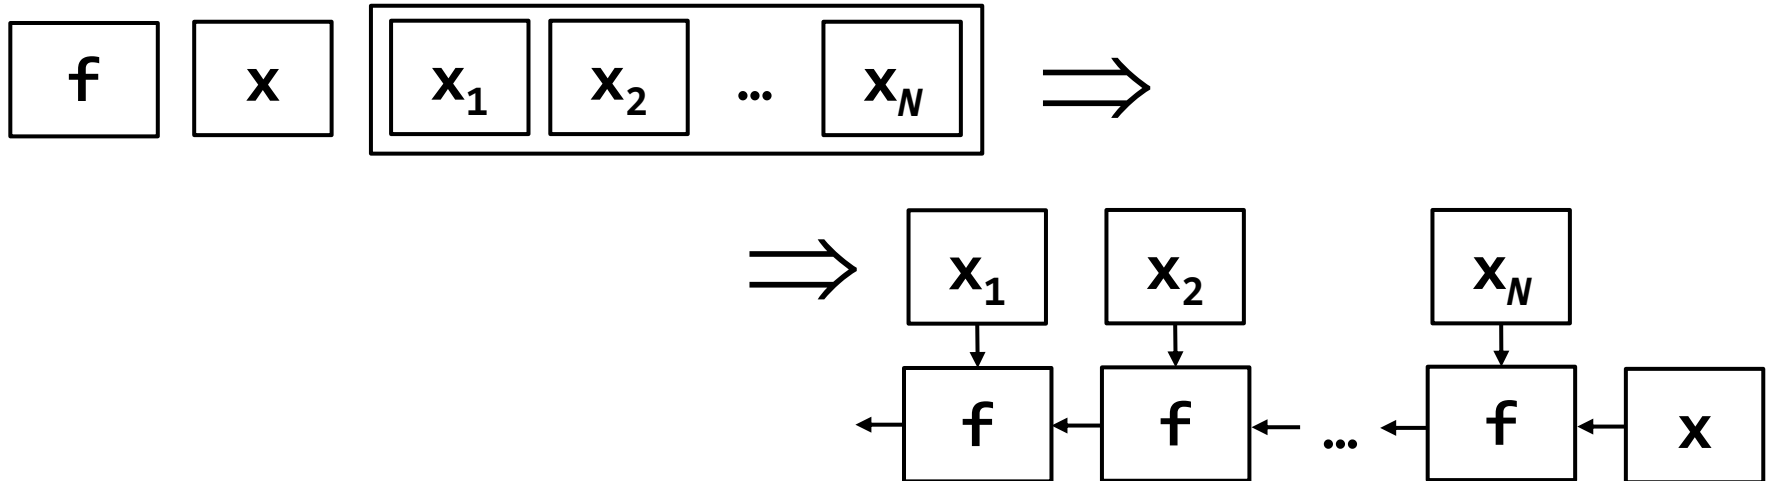 f x x₁ x₂ … x_N ⇒
⇒ x₁ x₂ x_N
f f … f x